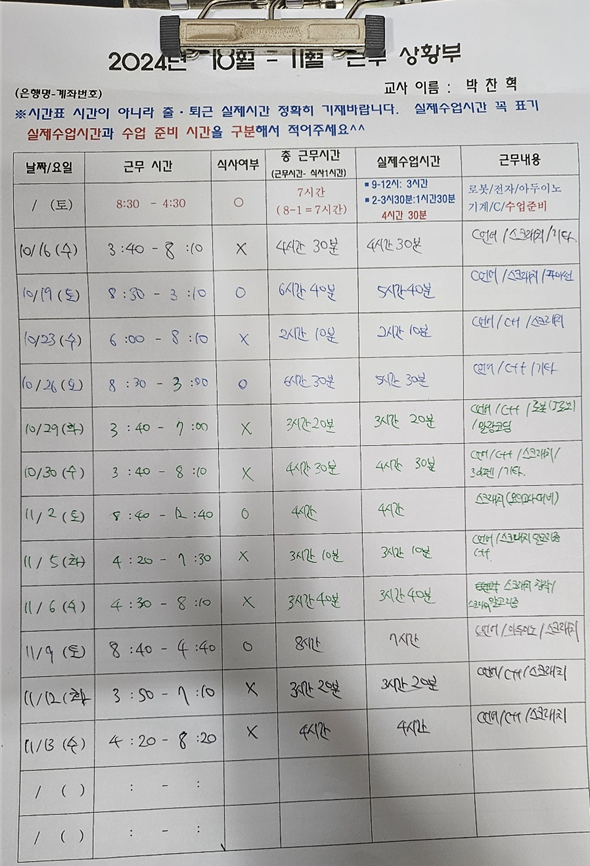 2024년 10월 - 11월 근무 상황부
(은행명-계좌번호)
교사 이름 : 박 찬 혁
※시간표 시간이 아니라 출·퇴근 실제시간 정확히 기재바랍니다. 실제수업시간 꼭 표기
실제수업시간과 수업 준비 시간을 구분해서 적어주세요^^
날짜/요일 근무 시간 식사여부 총 근무시간 (근무시간- 식사1시간) 실제수업시간 근무내용
/ (토) 8:30 - 4:30 ○ 7시간 (8-1=7시간) ▪ 9-12시: 3시간 로봇/전자/아두이노
▪ 2-3시30분:1시간30분 기계/C/수업준비
4시간 30분
10/16 (수) 3:40 - 8:10 X 4시간 30분 4시간 30분 C언어/스크래치/기타
10/19 (토) 8:30 - 3:10 O 6시간 40분 5시간 40분 C언어/스크래치/파이썬
10/23 (수) 6:00 - 8:10 X 2시간 10분 2시간 10분 C언어/C++/스크래치
10/26 (토) 8:30 - 3:00 O 6시간 30분 5시간 30분 C언어/C++/기타
10/29 (화) 3:40 - 7:00 X 3시간 20분 3시간 20분 C언어/C++/로봇
10/30 (수) 3:40 - 8:10 X 4시간 30분 4시간 30분 C언어/C++/스크래치/
3d펜/기타.
11/2 (토) 8:40 - 12:40 O 4시간 4시간 스크래치
11/5 (화) 4:20 - 7:30 X 3시간 10분 3시간 10분 C언어/스크래치 알고리즘
C++.
11/6 (수) 4:30 - 8:10 X 3시간 40분 3시간 40분 스크래치
알고리즘
11/9 (토) 8:40 - 4:40 O 8시간 7시간 C언어/아두이노/스크래치
11/12 (화) 3:50 - 7:10 X 3시간 20분 3시간 20분 C언어/C++/스크래치
11/13 (수) 4:20 - 8:20 X 4시간 4시간 C언어/C++/스크래치
/ ( ) : - :
/ ( ) : - :